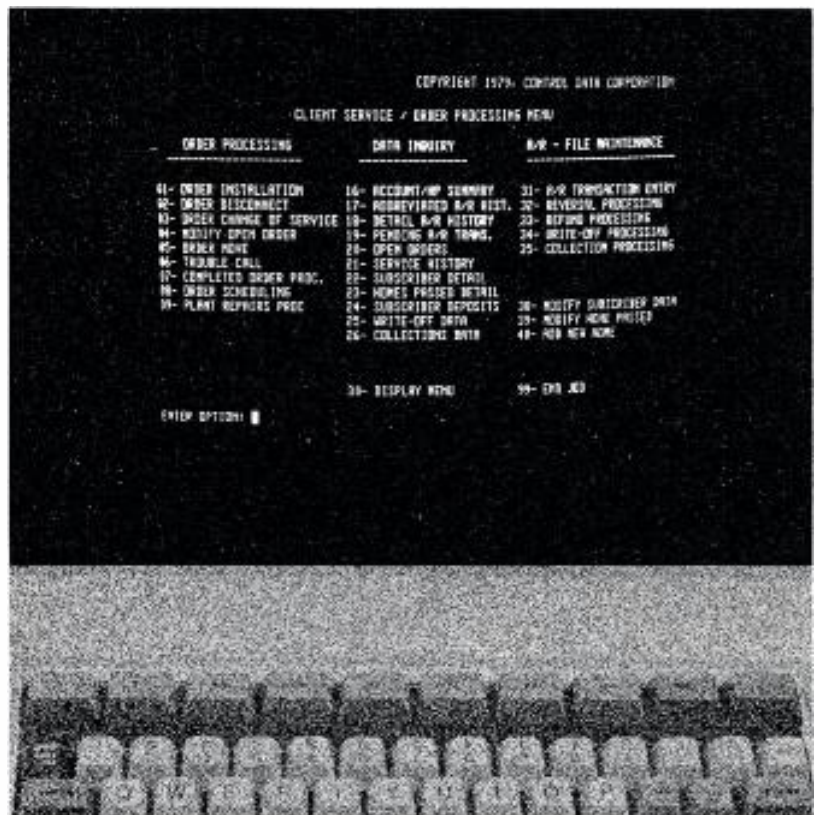 COPYRIGHT 1979, CONTROL DATA CORPORATION
CLIENT SERVICE / ORDER PROCESSING MENU
ORDER PROCESSING
01- ORDER INSTALLATION
02- ORDER DISCONNECT
03- ORDER CHANGE OF SERVICE
04- MODIFY OPEN ORDER
05- ORDER MOVE
06- TROUBLE CALL
07- COMPLETED ORDER PROC.
08- ORDER SCHEDULING
09- PLANT REPAIRS PROC
DATA INQUIRY
16- ACCOUNT/HP SUMMARY
17- ABBREVIATED A/R HIST.
18- DETAIL A/R HISTORY
19- PENDING A/R TRANS.
20- OPEN ORDERS
21- SERVICE HISTORY
22- SUBSCRIBER DETAIL
23- HOMES PASSED DETAIL
24- SUBSCRIBER DEPOSITS
25- WRITE-OFF DATA
26- COLLECTIONS DATA
30- DISPLAY MENU
A/R - FILE MAINTENANCE
31- A/R TRANSACTION ENTRY
32- REVERSAL PROCESSING
33- REFUND PROCESSING
34- WRITE-OFF PROCESSING
35- COLLECTION PROCESSING
38- MODIFY SUBSCRIBER DATA
39- MODIFY HOME PASSED
40- ADD NEW HOME
99- END JOB
ENTER OPTION: